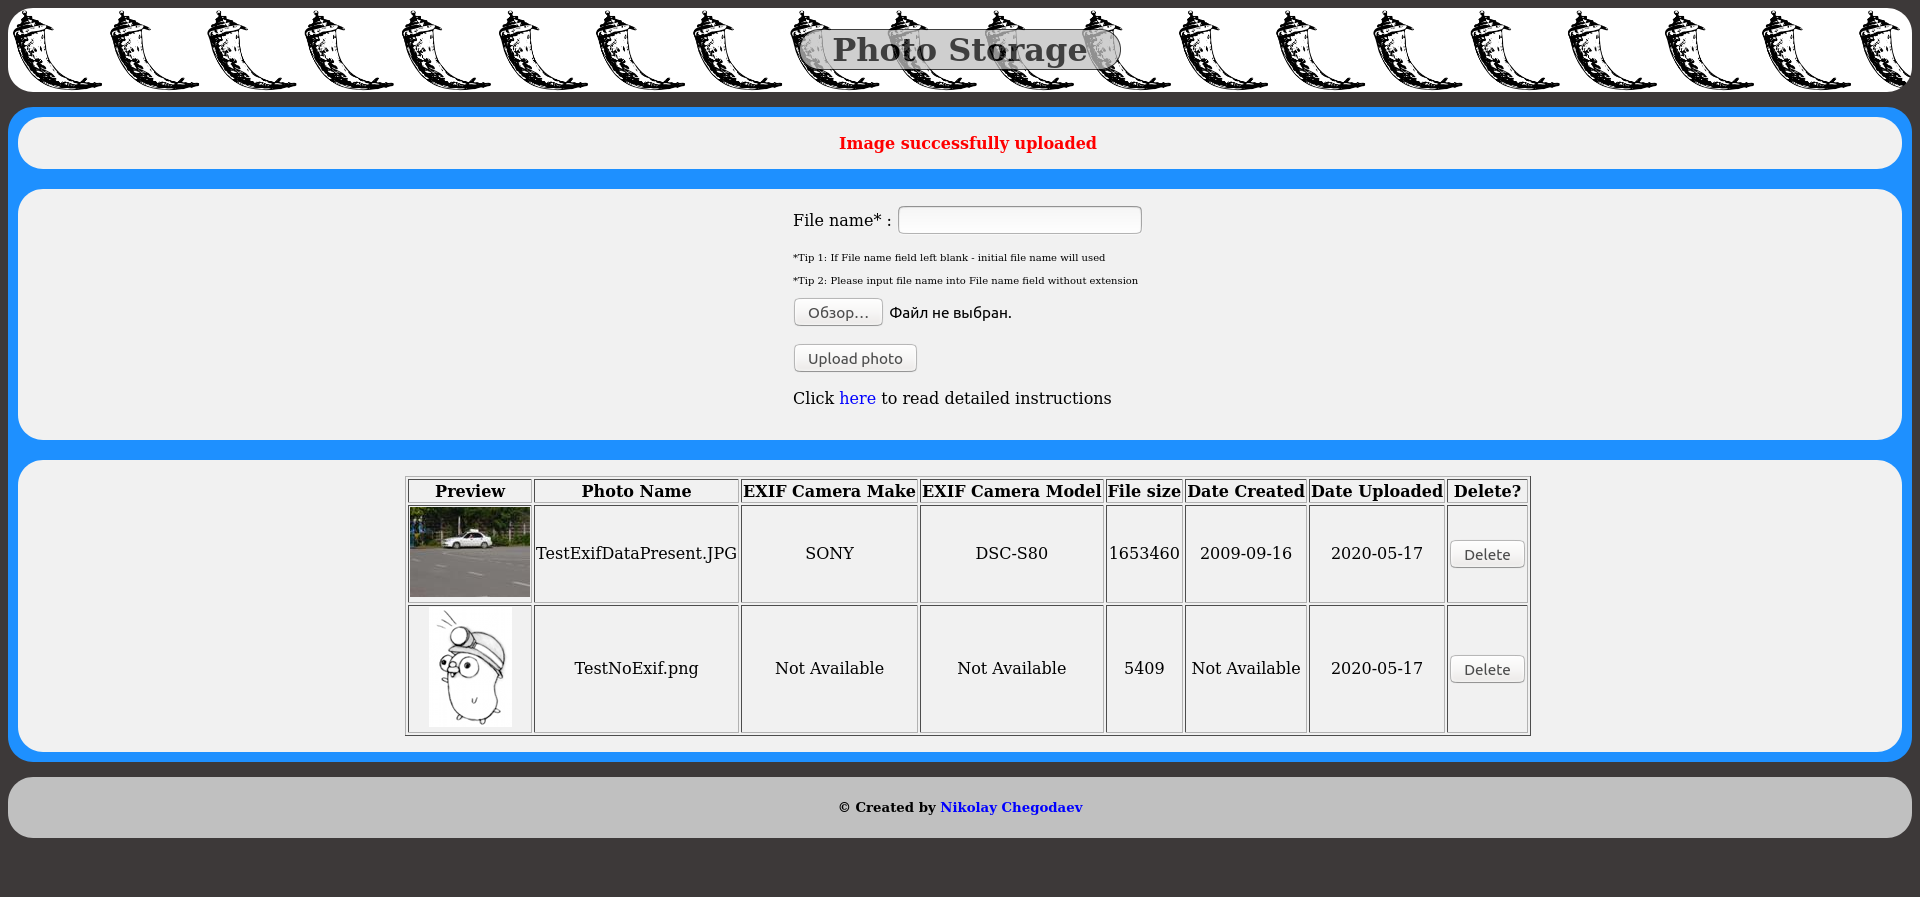 Photo Storage
Image successfully uploaded
File name* :
*Tip 1: If File name field left blank - initial file name will used
*Tip 2: Please input file name into File name field without extension
Обзор... Файл не выбран.
Upload photo
Click here to read detailed instructions
Preview Photo Name EXIF Camera Make EXIF Camera Model File size Date Created Date Uploaded Delete?
TestExifDataPresent.JPG SONY DSC-S80 1653460 2009-09-16 2020-05-17 Delete
TestNoExif.png Not Available Not Available 5409 Not Available 2020-05-17 Delete
© Created by Nikolay Chegodaev